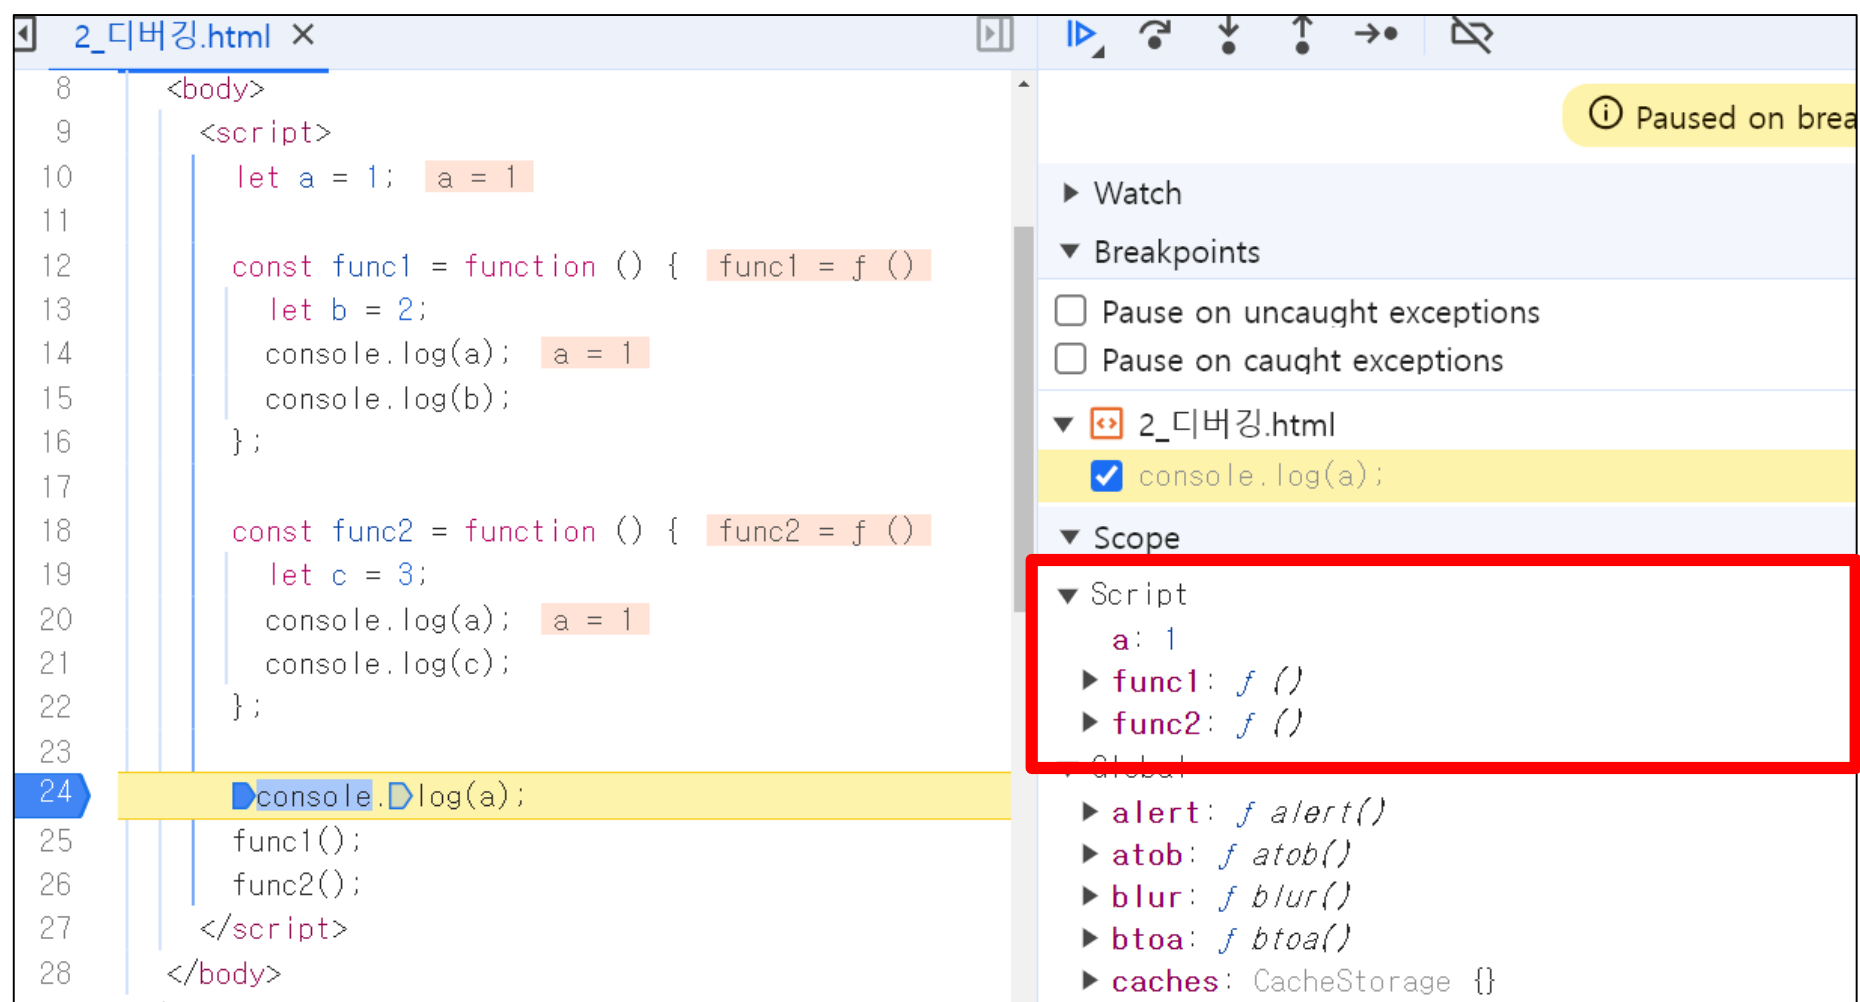 2_디버깅.html ×
8 <body>
9 <script>
10 let a = 1; a = 1
11
12 const func1 = function () { func1 = ƒ ()
13 let b = 2;
14 console.log(a); a = 1
15 console.log(b);
16 };
17
18 const func2 = function () { func2 = ƒ ()
19 let c = 3;
20 console.log(a); a = 1
21 console.log(c);
22 };
23
24 console.log(a);
25 func1();
26 func2();
27 </script>
28 </body>
Paused on brea
Watch
Breakpoints
Pause on uncaught exceptions
Pause on caught exceptions
2_디버깅.html
console.log(a);
Scope
Script
a: 1
func1: ƒ ()
func2: ƒ ()
Global
alert: ƒ alert()
atob: ƒ atob()
blur: ƒ blur()
btoa: ƒ btoa()
caches: CacheStorage {}